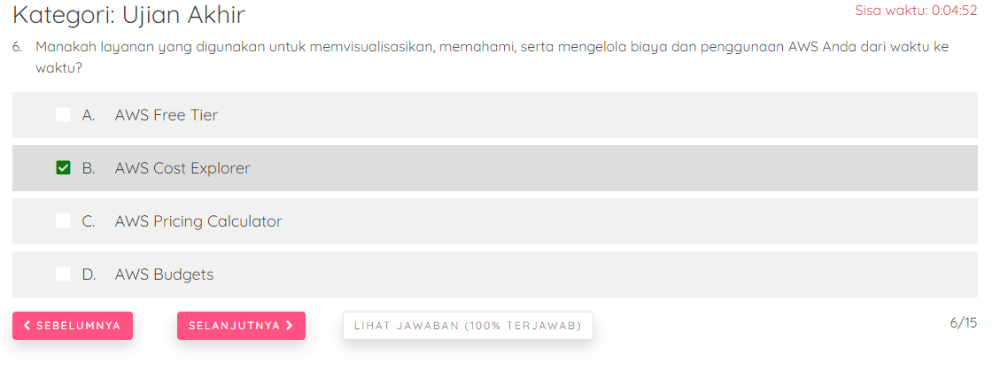 Kategori: Ujian Akhir
Sisa waktu: 0:04:52
6. Manakah layanan yang digunakan untuk memvisualisasikan, memahami, serta mengelola biaya dan penggunaan AWS Anda dari waktu ke
waktu?
A. AWS Free Tier
B. AWS Cost Explorer
C. AWS Pricing Calculator
D. AWS Budgets
SEBELUMNYA
SELANJUTNYA
LIHAT JAWABAN (100% TERJAWAB)
6/15